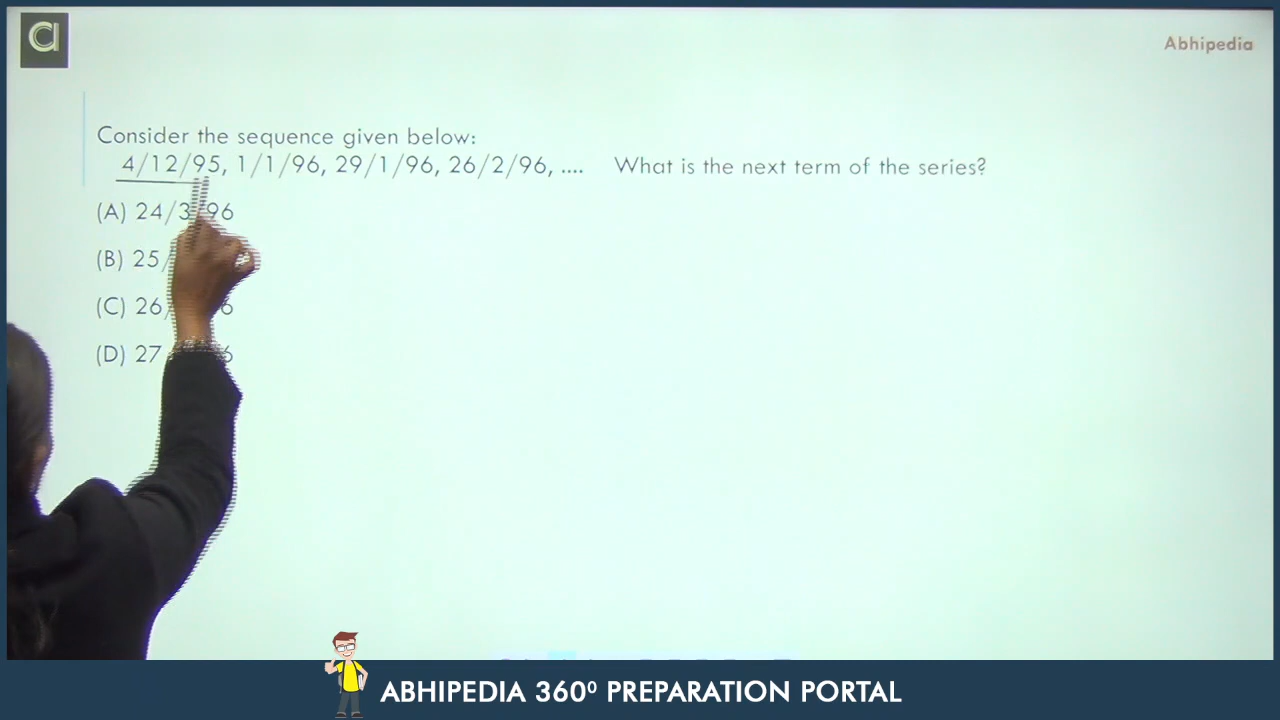 Abhipedia
Consider the sequence given below:
4/12/95, 1/1/96, 29/1/96, 26/2/96, .... What is the next term of the series?
(A) 24/3/96
(B) 25/
(C) 26/ 6
(D) 27 6
ABHIPEDIA 360⁰ PREPARATION PORTAL